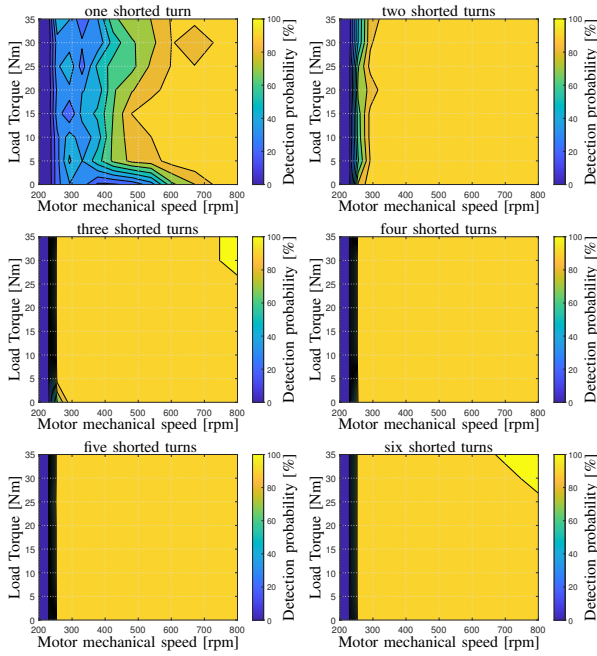 one shorted turn
two shorted turns
35
30
25
20
15
10
5
0
Load Torque [Nm]
200 300 400 500 600 700 800
Motor mechanical speed [rpm]
100
80
60
40
20
0
Detection probability [%]
35
30
25
20
15
10
5
0
Load Torque [Nm]
200 300 400 500 600 700 800
Motor mechanical speed [rpm]
100
80
60
40
20
0
Detection probability [%]
three shorted turns
four shorted turns
35
30
25
20
15
10
5
0
Load Torque [Nm]
200 300 400 500 600 700 800
Motor mechanical speed [rpm]
100
80
60
40
20
0
Detection probability [%]
35
30
25
20
15
10
5
0
Load Torque [Nm]
200 300 400 500 600 700 800
Motor mechanical speed [rpm]
100
80
60
40
20
0
Detection probability [%]
five shorted turns
six shorted turns
35
30
25
20
15
10
5
0
Load Torque [Nm]
200 300 400 500 600 700 800
Motor mechanical speed [rpm]
100
80
60
40
20
0
Detection probability [%]
35
30
25
20
15
10
5
0
Load Torque [Nm]
200 300 400 500 600 700 800
Motor mechanical speed [rpm]
100
80
60
40
20
0
Detection probability [%]